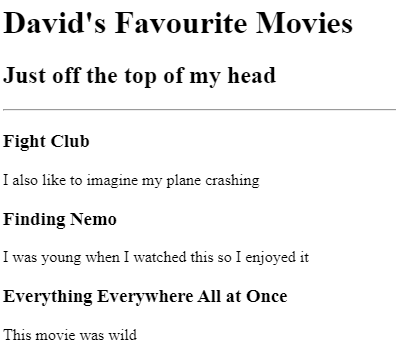 David's Favourite Movies
Just off the top of my head
Fight Club
I also like to imagine my plane crashing
Finding Nemo
I was young when I watched this so I enjoyed it
Everything Everywhere All at Once
This movie was wild